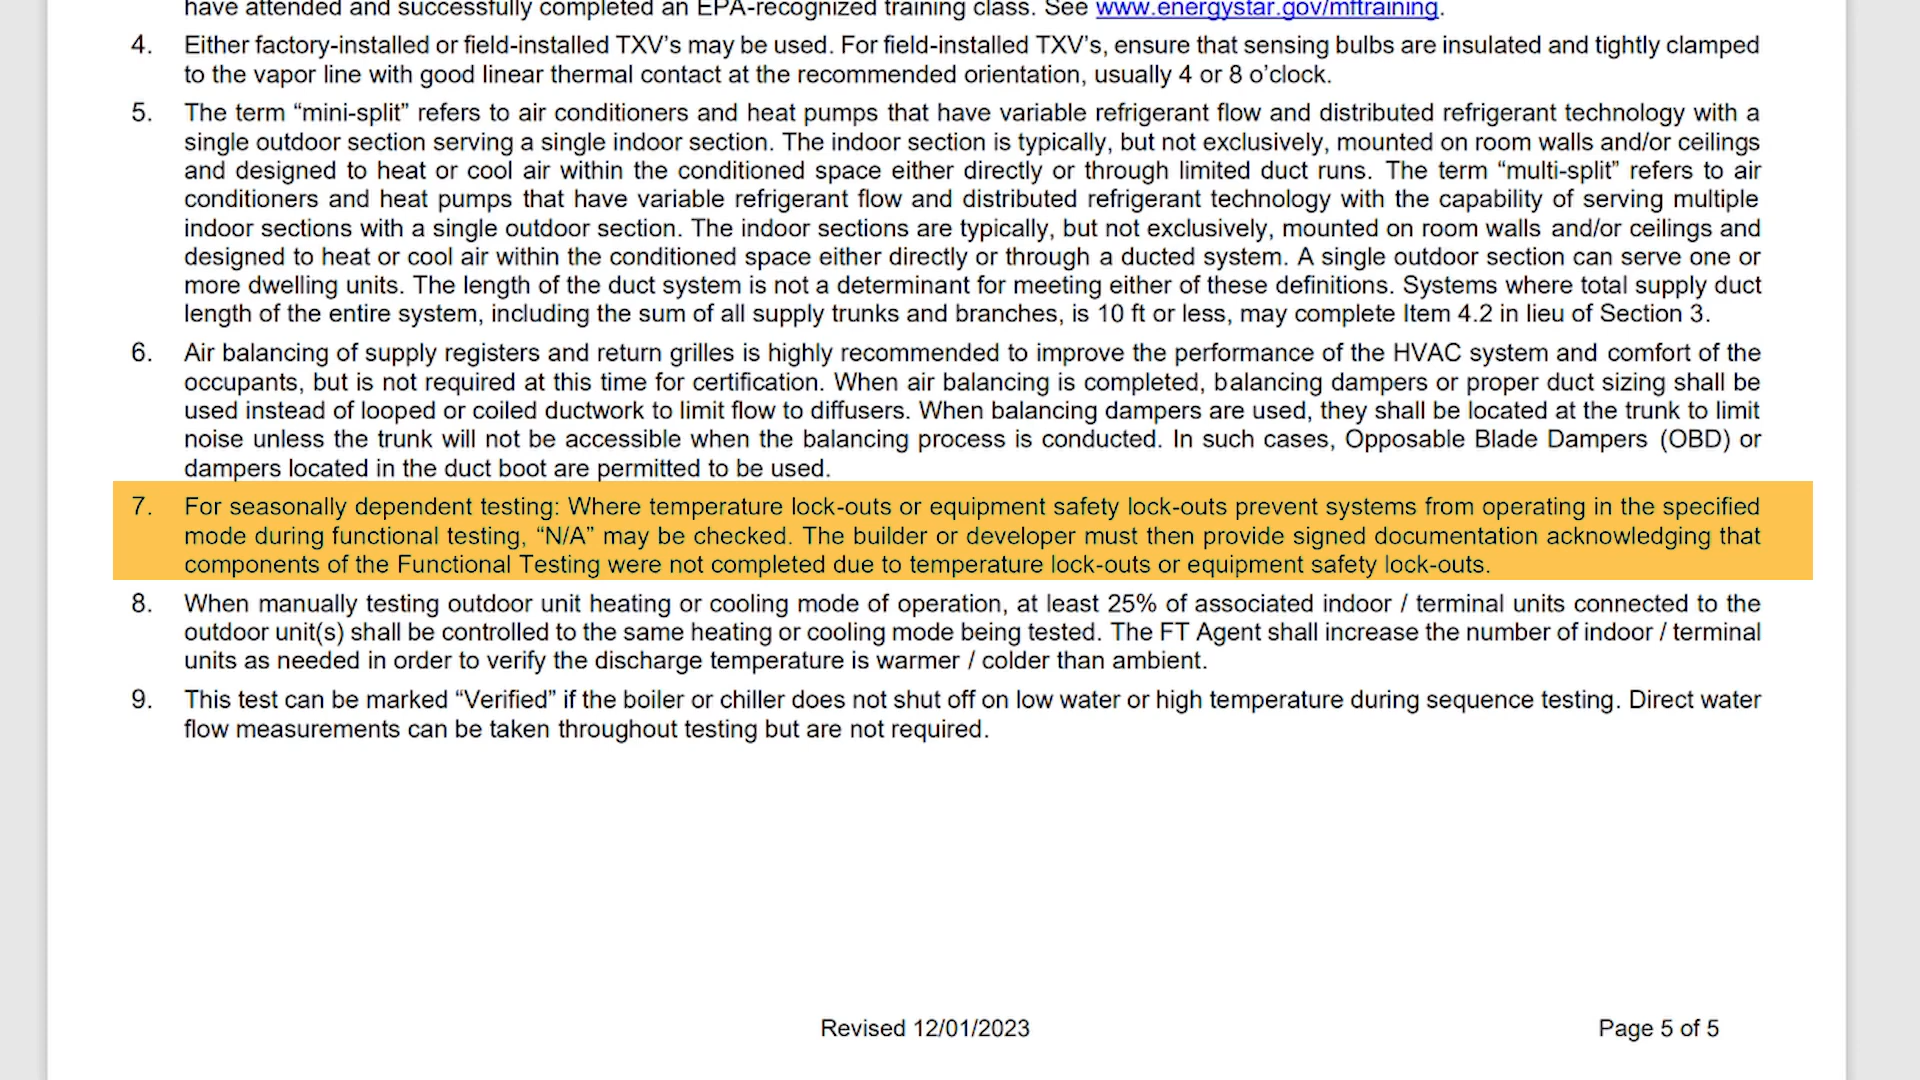 have attended and successfully completed an EPA-recognized training class. See www.energystar.gov/mftraining.
4. Either factory-installed or field-installed TXV’s may be used. For field-installed TXV’s, ensure that sensing bulbs are insulated and tightly clamped
to the vapor line with good linear thermal contact at the recommended orientation, usually 4 or 8 o’clock.
5. The term “mini-split” refers to air conditioners and heat pumps that have variable refrigerant flow and distributed refrigerant technology with a
single outdoor section serving a single indoor section. The indoor section is typically, but not exclusively, mounted on room walls and/or ceilings
and designed to heat or cool air within the conditioned space either directly or through limited duct runs. The term “multi-split” refers to air
conditioners and heat pumps that have variable refrigerant flow and distributed refrigerant technology with the capability of serving multiple
indoor sections with a single outdoor section. The indoor sections are typically, but not exclusively, mounted on room walls and/or ceilings and
designed to heat or cool air within the conditioned space either directly or through a ducted system. A single outdoor section can serve one or
more dwelling units. The length of the duct system is not a determinant for meeting either of these definitions. Systems where total supply duct
length of the entire system, including the sum of all supply trunks and branches, is 10 ft or less, may complete Item 4.2 in lieu of Section 3.
6. Air balancing of supply registers and return grilles is highly recommended to improve the performance of the HVAC system and comfort of the
occupants, but is not required at this time for certification. When air balancing is completed, balancing dampers or proper duct sizing shall be
used instead of looped or coiled ductwork to limit flow to diffusers. When balancing dampers are used, they shall be located at the trunk to limit
noise unless the trunk will not be accessible when the balancing process is conducted. In such cases, Opposable Blade Dampers (OBD) or
dampers located in the duct boot are permitted to be used.
7. For seasonally dependent testing: Where temperature lock-outs or equipment safety lock-outs prevent systems from operating in the specified
mode during functional testing, “N/A” may be checked. The builder or developer must then provide signed documentation acknowledging that
components of the Functional Testing were not completed due to temperature lock-outs or equipment safety lock-outs.
8. When manually testing outdoor unit heating or cooling mode of operation, at least 25% of associated indoor / terminal units connected to the
outdoor unit(s) shall be controlled to the same heating or cooling mode being tested. The FT Agent shall increase the number of indoor / terminal
units as needed in order to verify the discharge temperature is warmer / colder than ambient.
9. This test can be marked “Verified” if the boiler or chiller does not shut off on low water or high temperature during sequence testing. Direct water
flow measurements can be taken throughout testing but are not required.
Revised 12/01/2023
Page 5 of 5